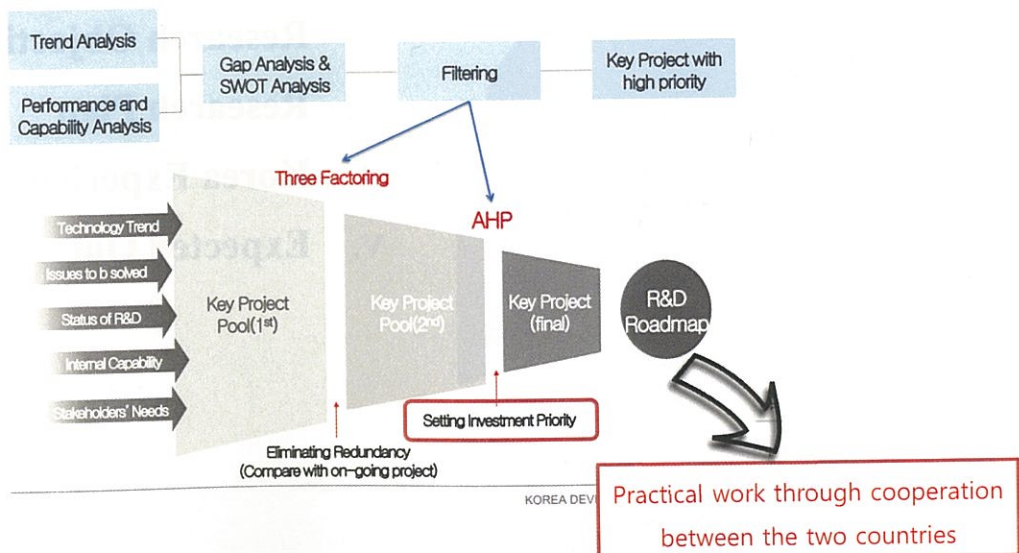 Trend Analysis
Performance and
Capability Analysis
Gap Analysis &
SWOT Analysis
Filtering
Key Project with
high priority
Three Factoring
AHP
Technology Trend
Issues to b solved
Status of R&D
Internal Capability
Stakeholders' Needs
Key Project
Pool(1st)
Key Project
Pool(2nd)
Key Project
(final)
R&D
Roadmap
Eliminating Redundancy
(Compare with on-going project)
Setting Investment Priority
KOREA
Practical work through cooperation
between the two countries
Korea
V. Expected